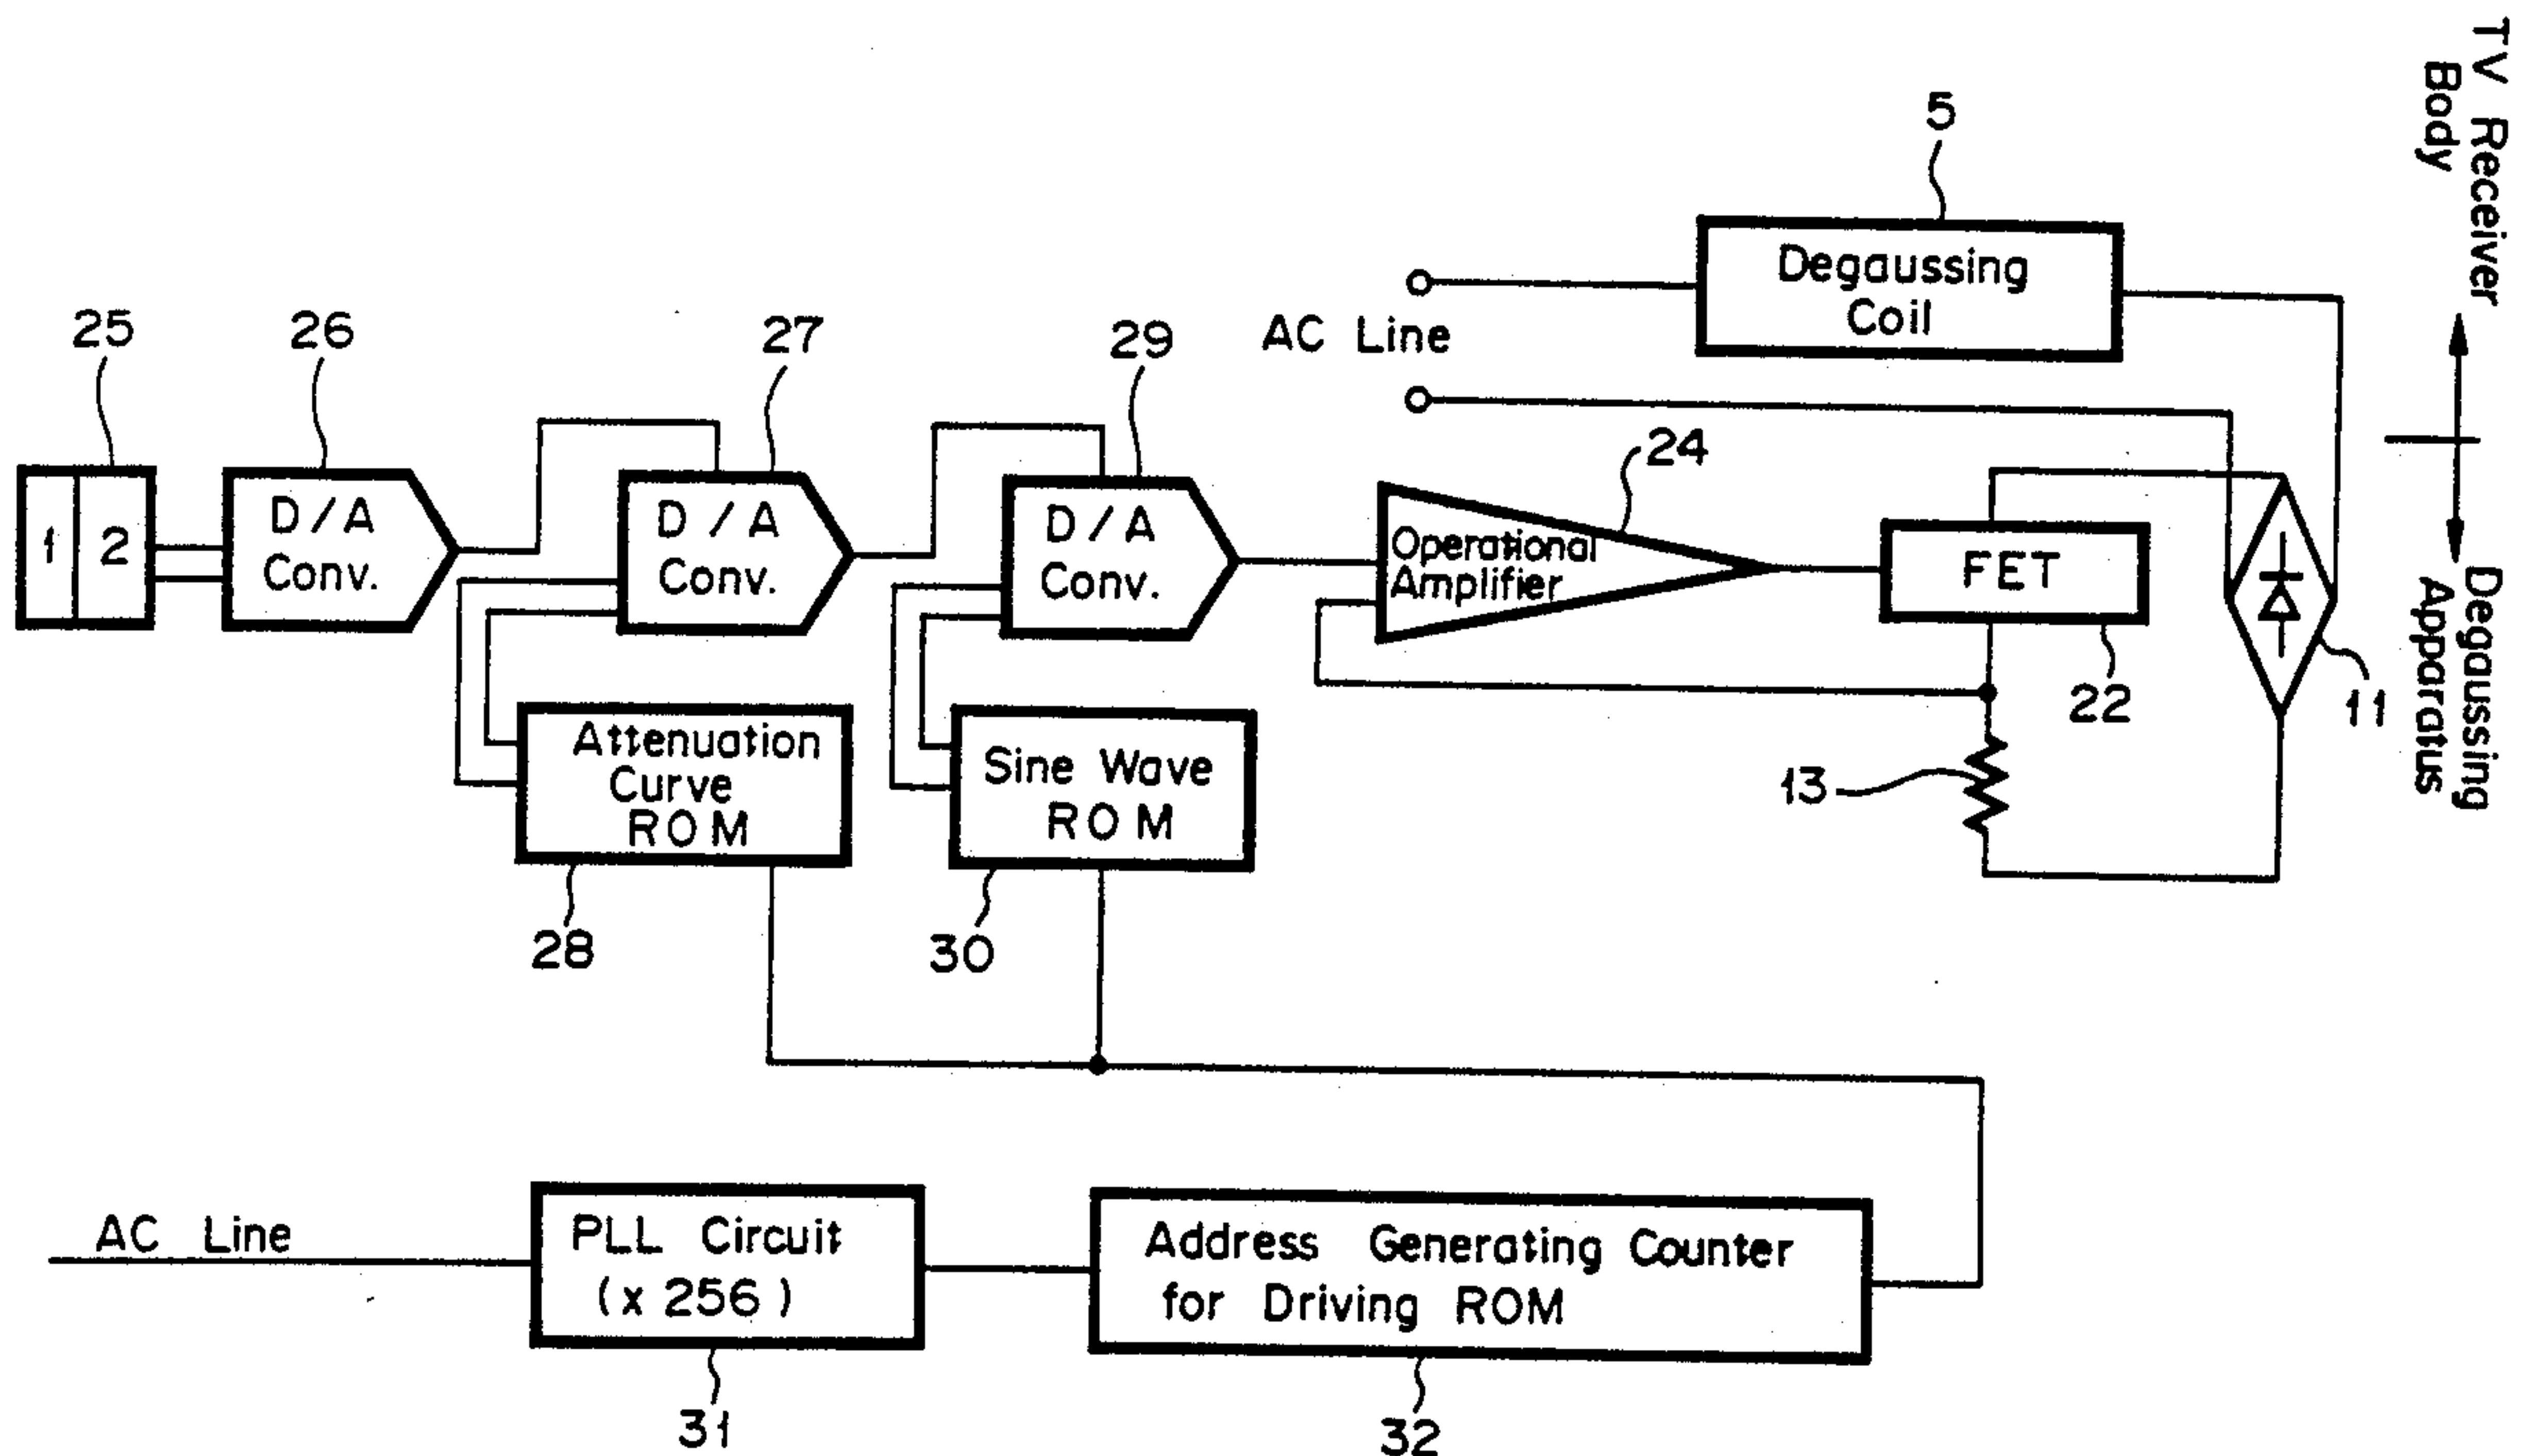 TV Receiver
Body
5
Degaussing
Coil
AC Line
25
26
27
29
24
1 2
D/A
Conv.
D / A
Conv.
D/A
Conv.
Operational
Amplifier
FET
22
11
13
Degaussing
Apparatus
Attenuation
Curve
ROM
28
Sine Wave
ROM
30
AC Line
PLL Circuit
(x 256)
31
Address Generating Counter
for Driving ROM
32